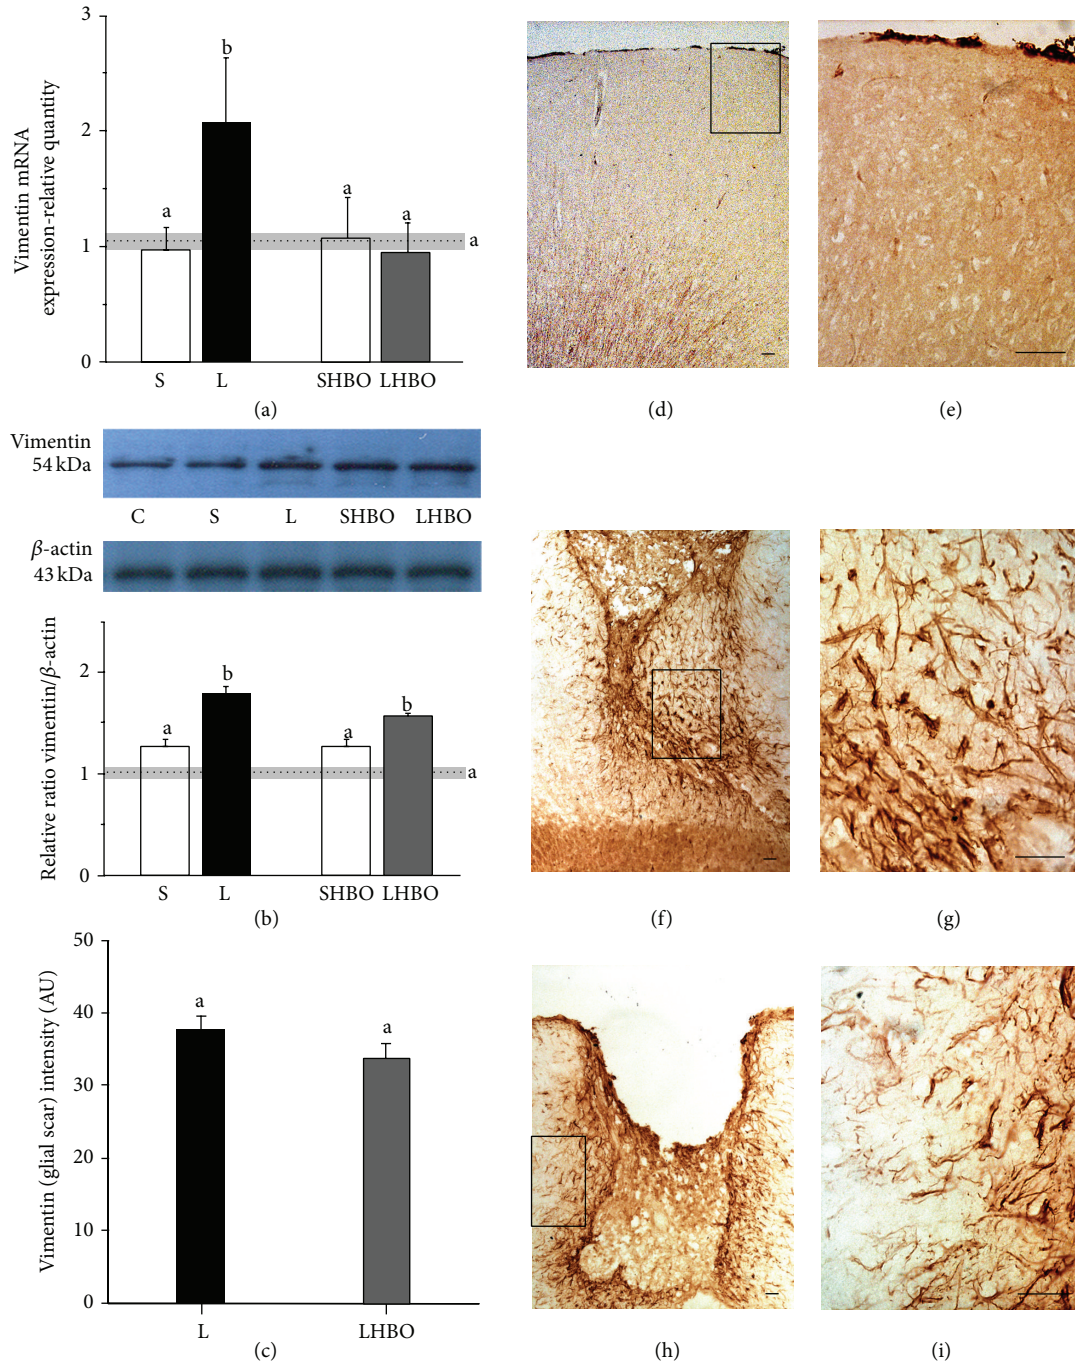 Vimentin mRNA
expression-relative quantity
3
2
1
0
a
b
a
a
a
S
L
SHBO
LHBO
(a)
(d)
(e)
Vimentin
54 kDa
C
S
L
SHBO
LHBO
β-actin
43 kDa
Relative ratio vimentin/β-actin
2
1
0
a
b
a
b
a
S
L
SHBO
LHBO
(b)
(f)
(g)
Vimentin (glial scar) intensity (AU)
50
40
30
20
10
0
a
a
L
LHBO
(c)
(h)
(i)